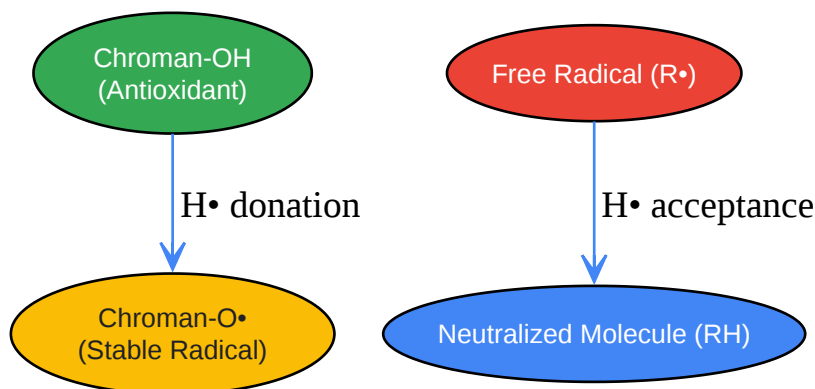 Chroman-OH
(Antioxidant)
Free Radical (R•)
H• donation
H• acceptance
Chroman-O•
(Stable Radical)
Neutralized Molecule (RH)